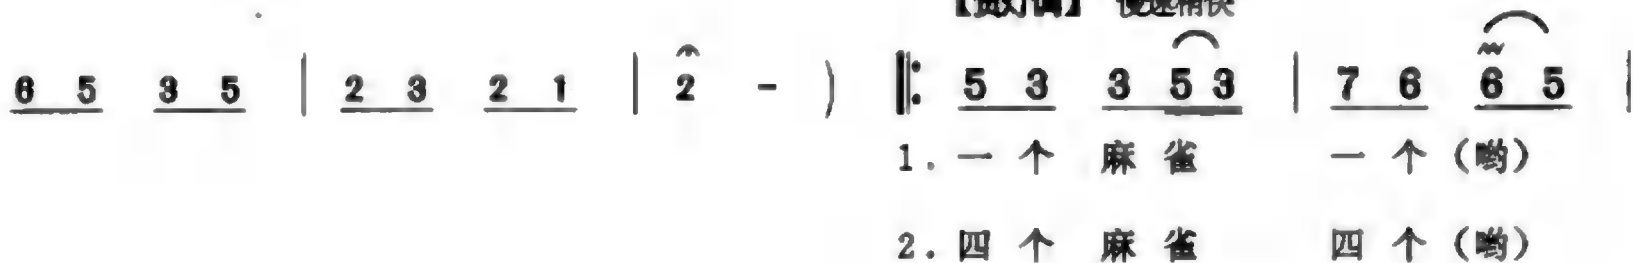 6 5 3 5 | 2 3 2 1 | 2 - ) ‖: 5 3 3 5 3 | 7 6 6 5 |
1. 一 个 麻 雀 一 个 (哟)
2. 四 个 麻 雀 四 个 (哟)